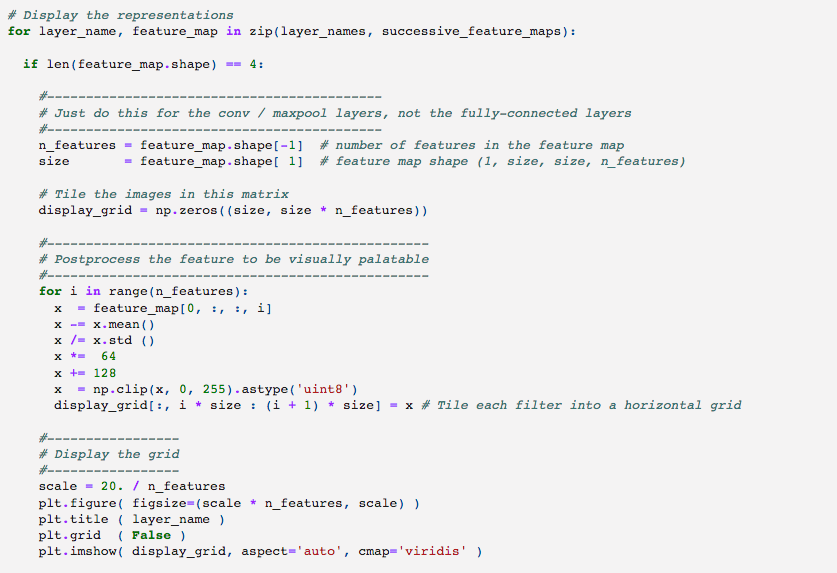 # Display the representations
for layer_name, feature_map in zip(layer_names, successive_feature_maps):

  if len(feature_map.shape) == 4:

    #-------------------------------------------
    # Just do this for the conv / maxpool layers, not the fully-connected layers
    #-------------------------------------------
    n_features = feature_map.shape[-1]  # number of features in the feature map
    size       = feature_map.shape[ 1]  # feature map shape (1, size, size, n_features)

    # Tile the images in this matrix
    display_grid = np.zeros((size, size * n_features))

    #-------------------------------------------------
    # Postprocess the feature to be visually palatable
    #-------------------------------------------------
    for i in range(n_features):
      x  = feature_map[0, :, :, i]
      x -= x.mean()
      x /= x.std ()
      x *=  64
      x += 128
      x  = np.clip(x, 0, 255).astype('uint8')
      display_grid[:, i * size : (i + 1) * size] = x # Tile each filter into a horizontal grid

    #-----------------
    # Display the grid
    #-----------------
    scale = 20. / n_features
    plt.figure( figsize=(scale * n_features, scale) )
    plt.title ( layer_name )
    plt.grid  ( False )
    plt.imshow( display_grid, aspect='auto', cmap='viridis' )